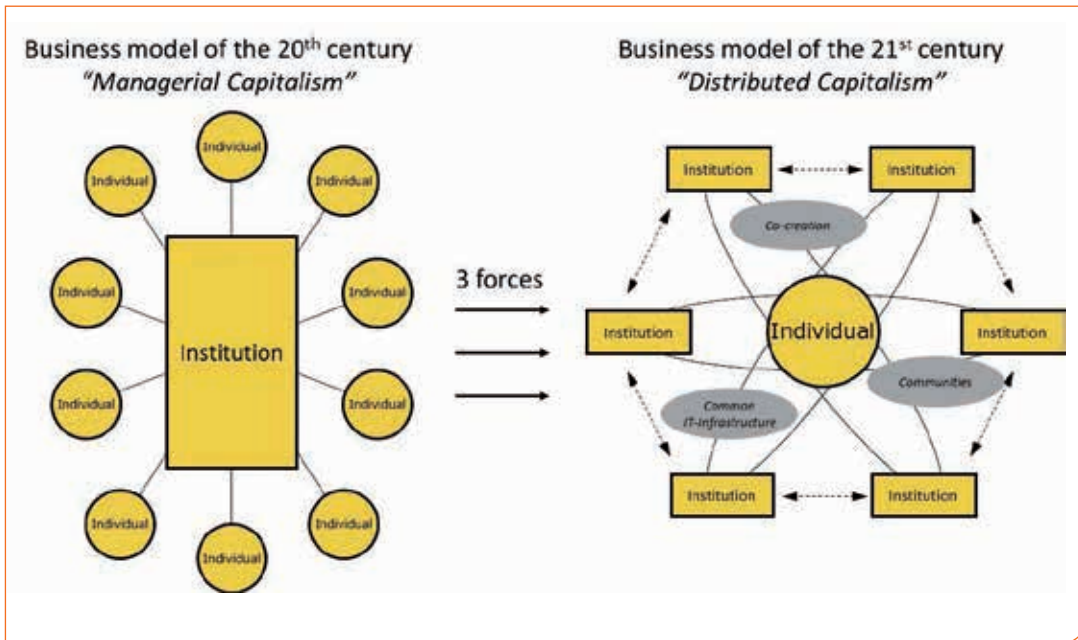 Business model of the 20th century
"Managerial Capitalism"
Individual
Individual
Individual
Individual
Individual
Institution
Individual
Individual
Individual
Individual
Individual
3 forces
Business model of the 21st century
"Distributed Capitalism"
Institution
Institution
Co-creation
Institution
Individual
Institution
Communities
Common
IT-Infrastructure
Institution
Institution